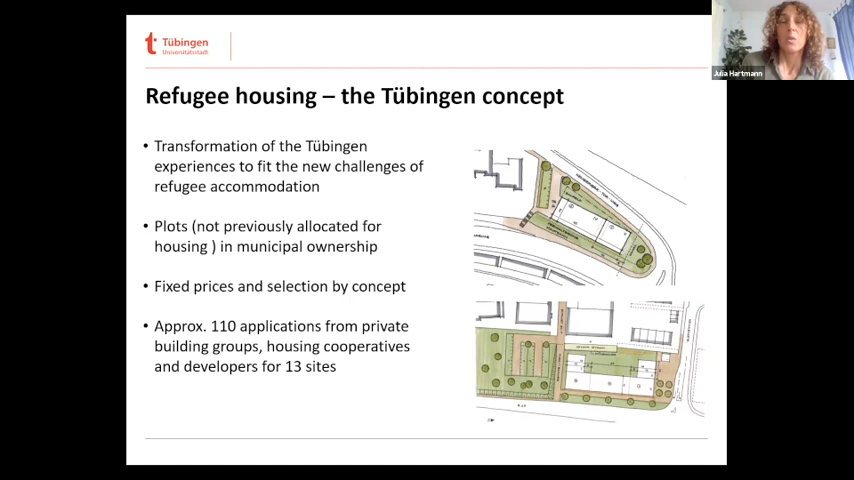 Tübingen
Universitätsstadt
Julia Hartmann
Refugee housing – the Tübingen concept
• Transformation of the Tübingen
experiences to fit the new challenges of
refugee accommodation
• Plots (not previously allocated for
housing ) in municipal ownership
• Fixed prices and selection by concept
• Approx. 110 applications from private
building groups, housing cooperatives
and developers for 13 sites